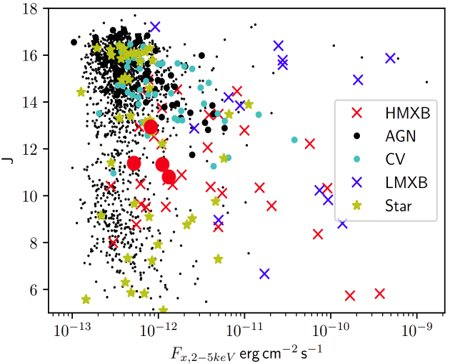 18
16
14
12
10
8
6
J
HMXB
AGN
CV
LMXB
Star
10^{-13} 10^{-12} 10^{-11} 10^{-10} 10^{-9}
F_{x,2−5keV} erg cm^{−2} s^{−1}